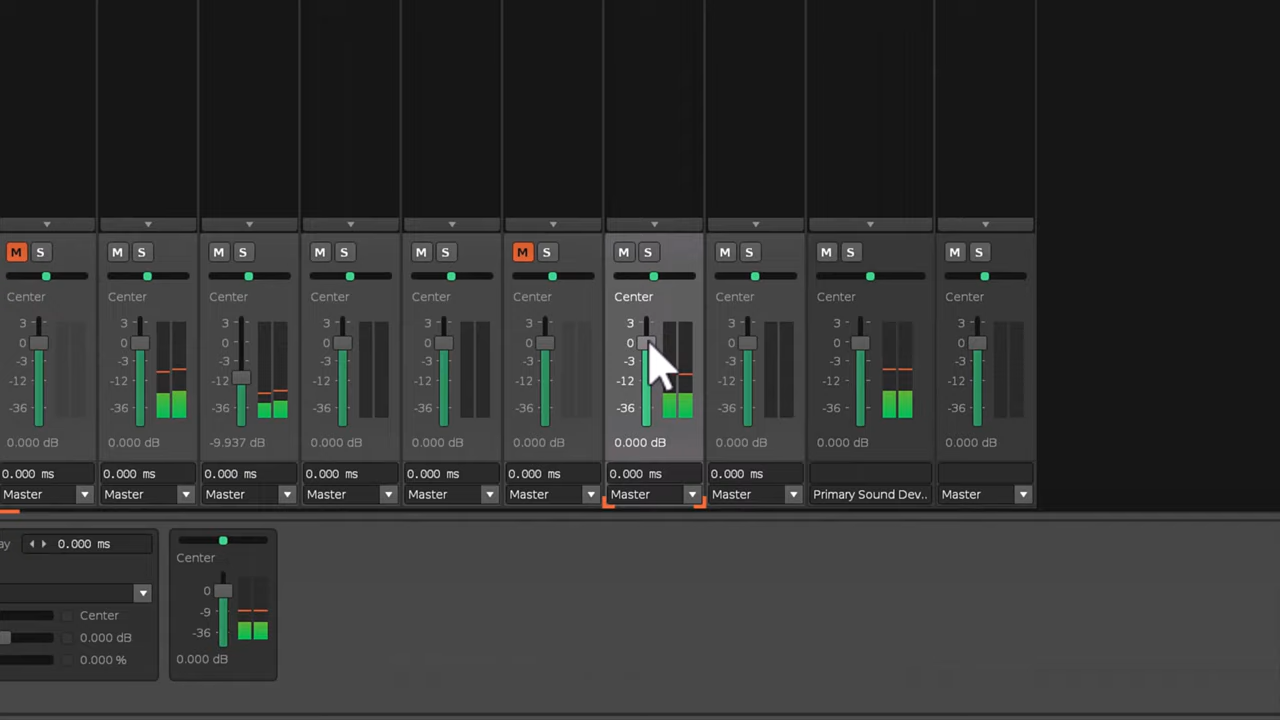 M S M S M S M S M S M S M S M S M S M S
Center Center Center Center Center Center Center Center Center Center
3 3 3 3 3 3 3 3 3 3
0 0 0 0 0 0 0 0 0 0
-3 -3 -3 -3 -3 -3 -3 -3 -3 -3
-12 -12 -12 -12 -12 -12 -12 -12 -12 -12
-36 -36 -36 -36 -36 -36 -36 -36 -36 -36
0.000 dB 0.000 dB -9.937 dB 0.000 dB 0.000 dB 0.000 dB 0.000 dB 0.000 dB 0.000 dB 0.000 dB
0.000 ms 0.000 ms 0.000 ms 0.000 ms 0.000 ms 0.000 ms 0.000 ms 0.000 ms
Master Master Master Master Master Master Master Master Primary Sound Dev.. Master
ay 0.000 ms
Center
0.000 dB
0.000 %
Center
0
-9
-36
0.000 dB